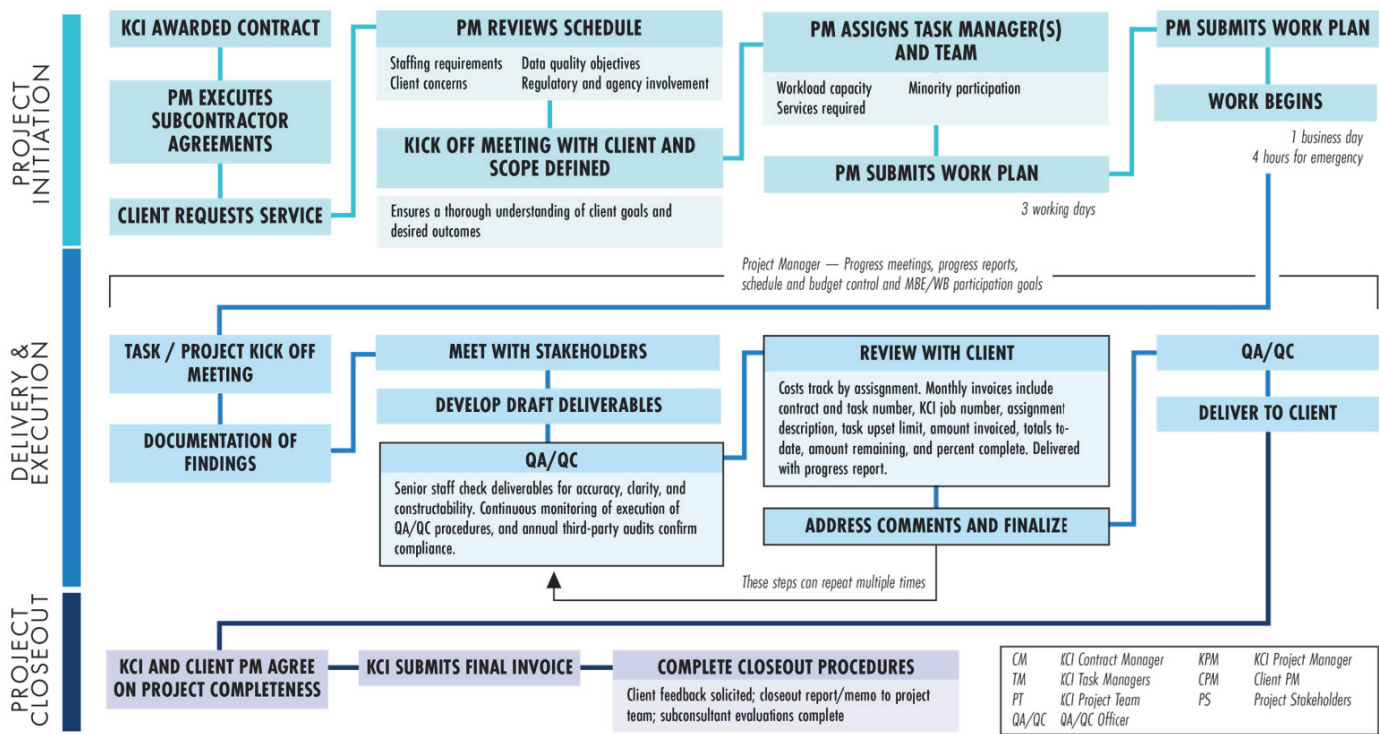 PROJECT
INITIATION
KCI AWARDED CONTRACT
PM EXECUTES
SUBCONTRACTOR
AGREEMENTS
CLIENT REQUESTS SERVICE
PM REVIEWS SCHEDULE
Staffing requirements Data quality objectives
Client concerns Regulatory and agency involvement
KICK OFF MEETING WITH CLIENT AND
SCOPE DEFINED
Ensures a thorough understanding of client goals and
desired outcomes
PM ASSIGNS TASK MANAGER(S)
AND TEAM
Workload capacity Minority participation
Services required
PM SUBMITS WORK PLAN
3 working days
PM SUBMITS WORK PLAN
WORK BEGINS
1 business day
4 hours for emergency
DELIVERY &
EXECUTION
Project Manager — Progress meetings, progress reports,
schedule and budget control and MBE/WB participation goals
TASK / PROJECT KICK OFF
MEETING
DOCUMENTATION OF
FINDINGS
MEET WITH STAKEHOLDERS
DEVELOP DRAFT DELIVERABLES
QA/QC
Senior staff check deliverables for accuracy, clarity, and
constructability. Continuous monitoring of execution of
QA/QC procedures, and annual third-party audits confirm
compliance.
REVIEW WITH CLIENT
Costs track by assisgnment. Monthly invoices include
contract and task number, KCI job number, assignment
description, task upset limit, amount invoiced, totals to-
date, amount remaining, and percent complete. Delivered
with progress report.
ADDRESS COMMENTS AND FINALIZE
These steps can repeat multiple times
QA/QC
DELIVER TO CLIENT
PROJECT
CLOSEOUT
KCI AND CLIENT PM AGREE
ON PROJECT COMPLETENESS
KCI SUBMITS FINAL INVOICE
COMPLETE CLOSEOUT PROCEDURES
Client feedback solicited; closeout report/memo to project
team; subconsultant evaluations complete
CM KCI Contract Manager KPM KCI Project Manager
TM KCI Task Managers CPM Client PM
PT KCI Project Team PS Project Stakeholders
QA/QC QA/QC Officer